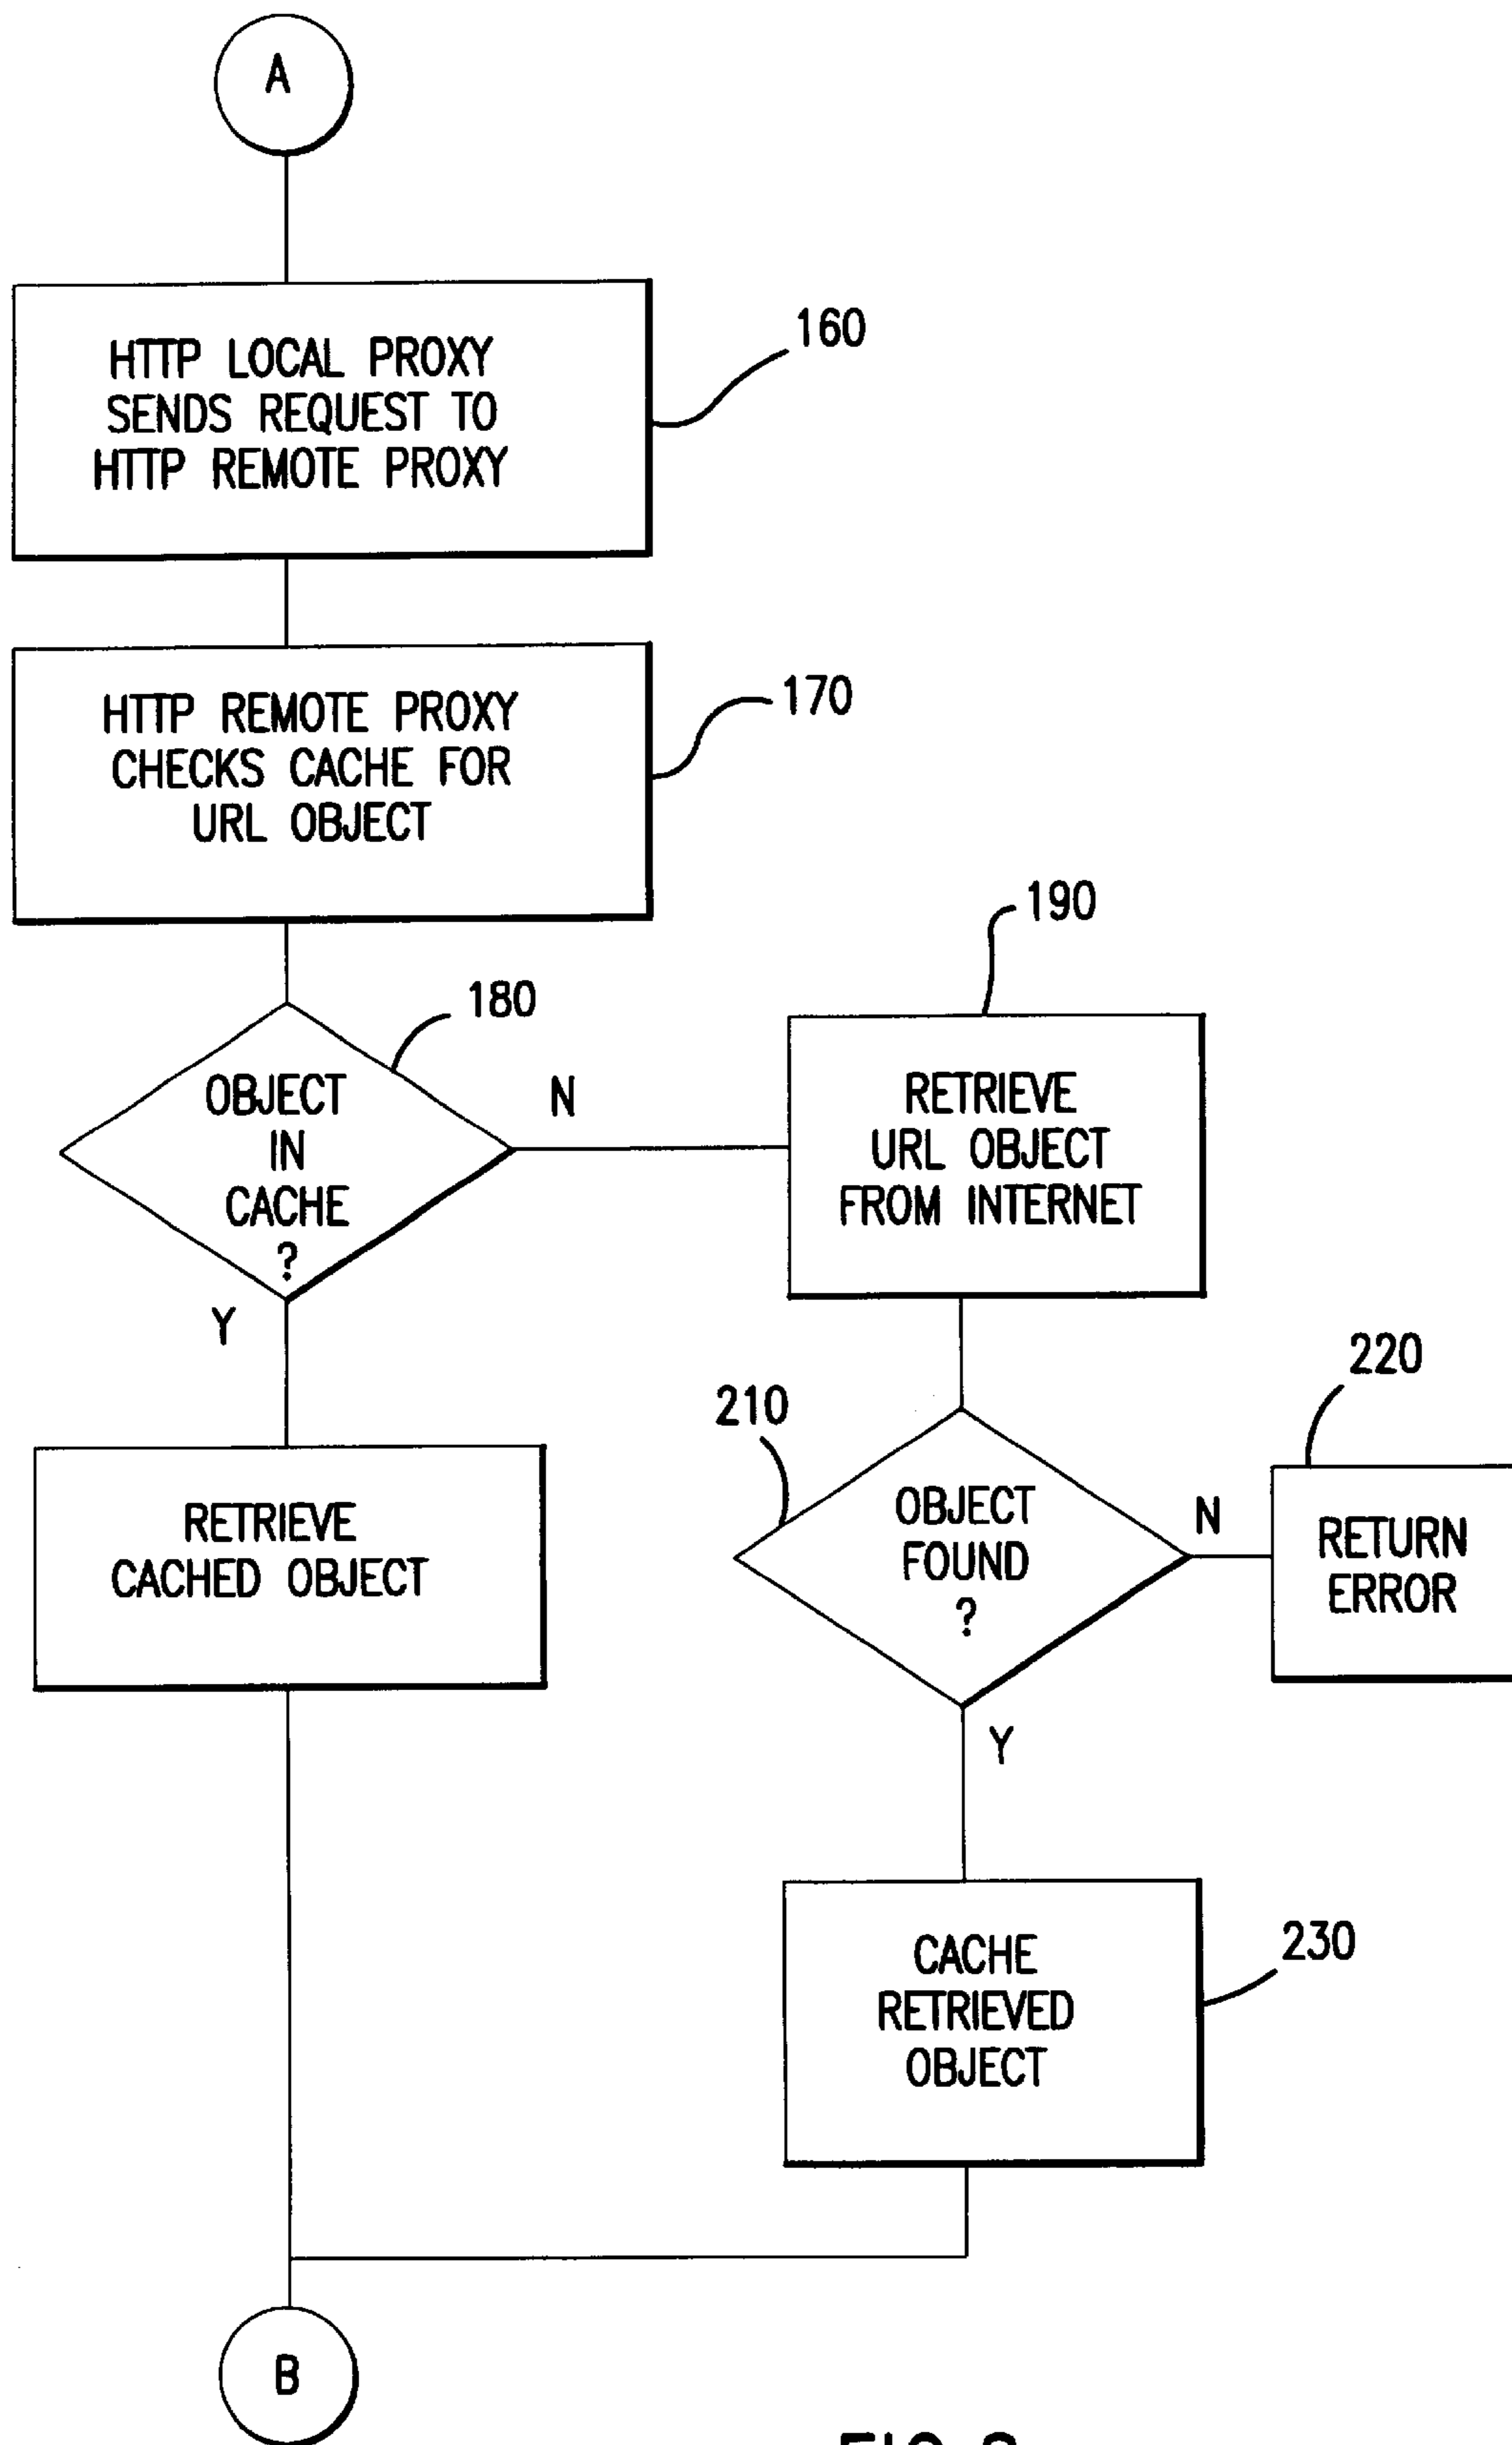 A
HTTP LOCAL PROXY
SENDS REQUEST TO
HTTP REMOTE PROXY
160
HTTP REMOTE PROXY
CHECKS CACHE FOR
URL OBJECT
170
180
OBJECT
IN
CACHE
?
N
Y
190
RETRIEVE
URL OBJECT
FROM INTERNET
RETRIEVE
CACHED OBJECT
210
OBJECT
FOUND
?
N
Y
220
RETURN
ERROR
CACHE
RETRIEVED
OBJECT
230
B